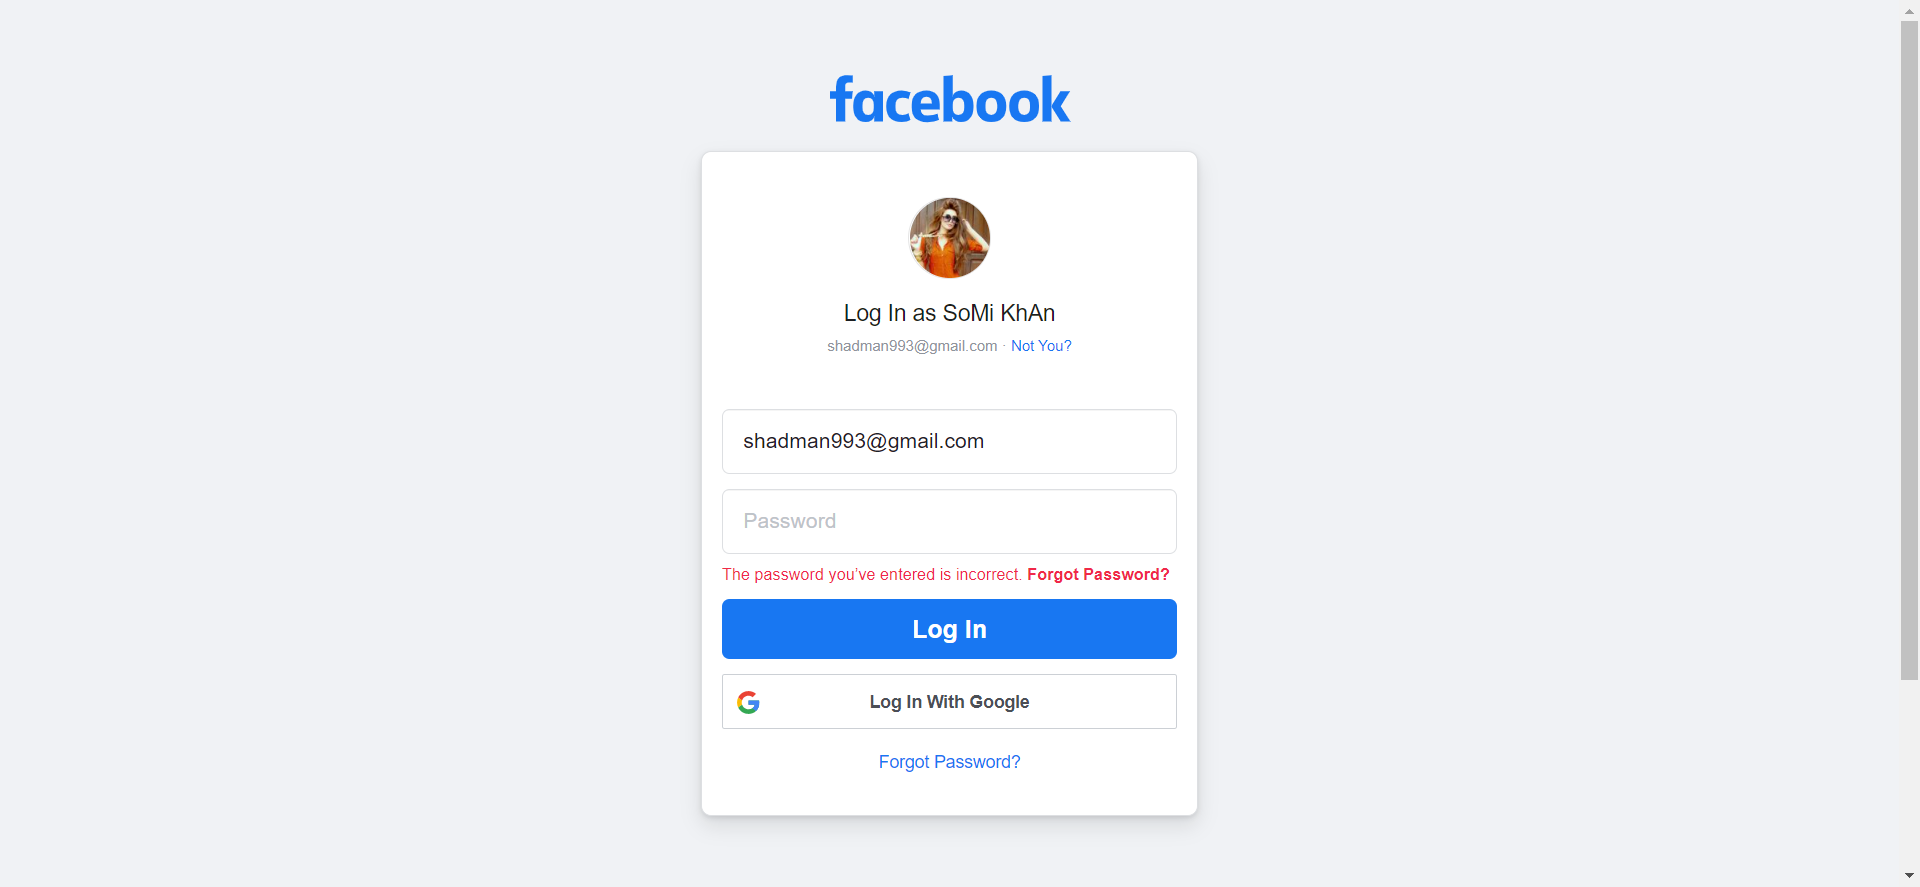 facebook
Log In as SoMi KhAn
shadman993@gmail.com · Not You?
shadman993@gmail.com
Password
The password you've entered is incorrect. Forgot Password?
Log In
Log In With Google
Forgot Password?